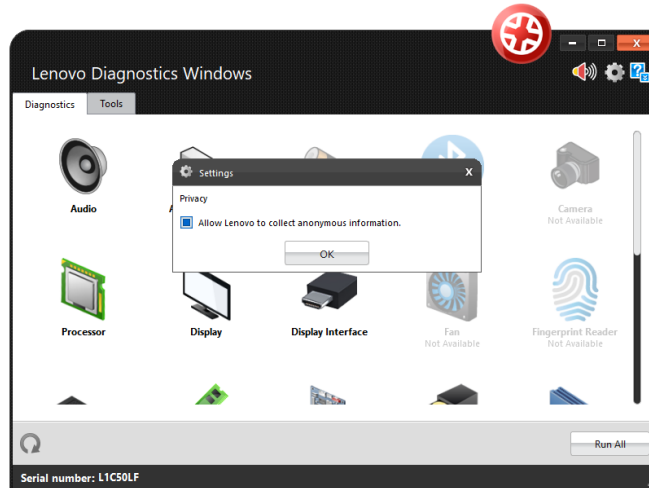 Lenovo Diagnostics Windows
Diagnostics
Tools
Settings
X
Privacy
Allow Lenovo to collect anonymous information.
OK
Audio
Camera
Not Available
Processor
Display
Display Interface
Fan
Not Available
Fingerprint Reader
Not Available
Run All
Serial number: L1C50LF